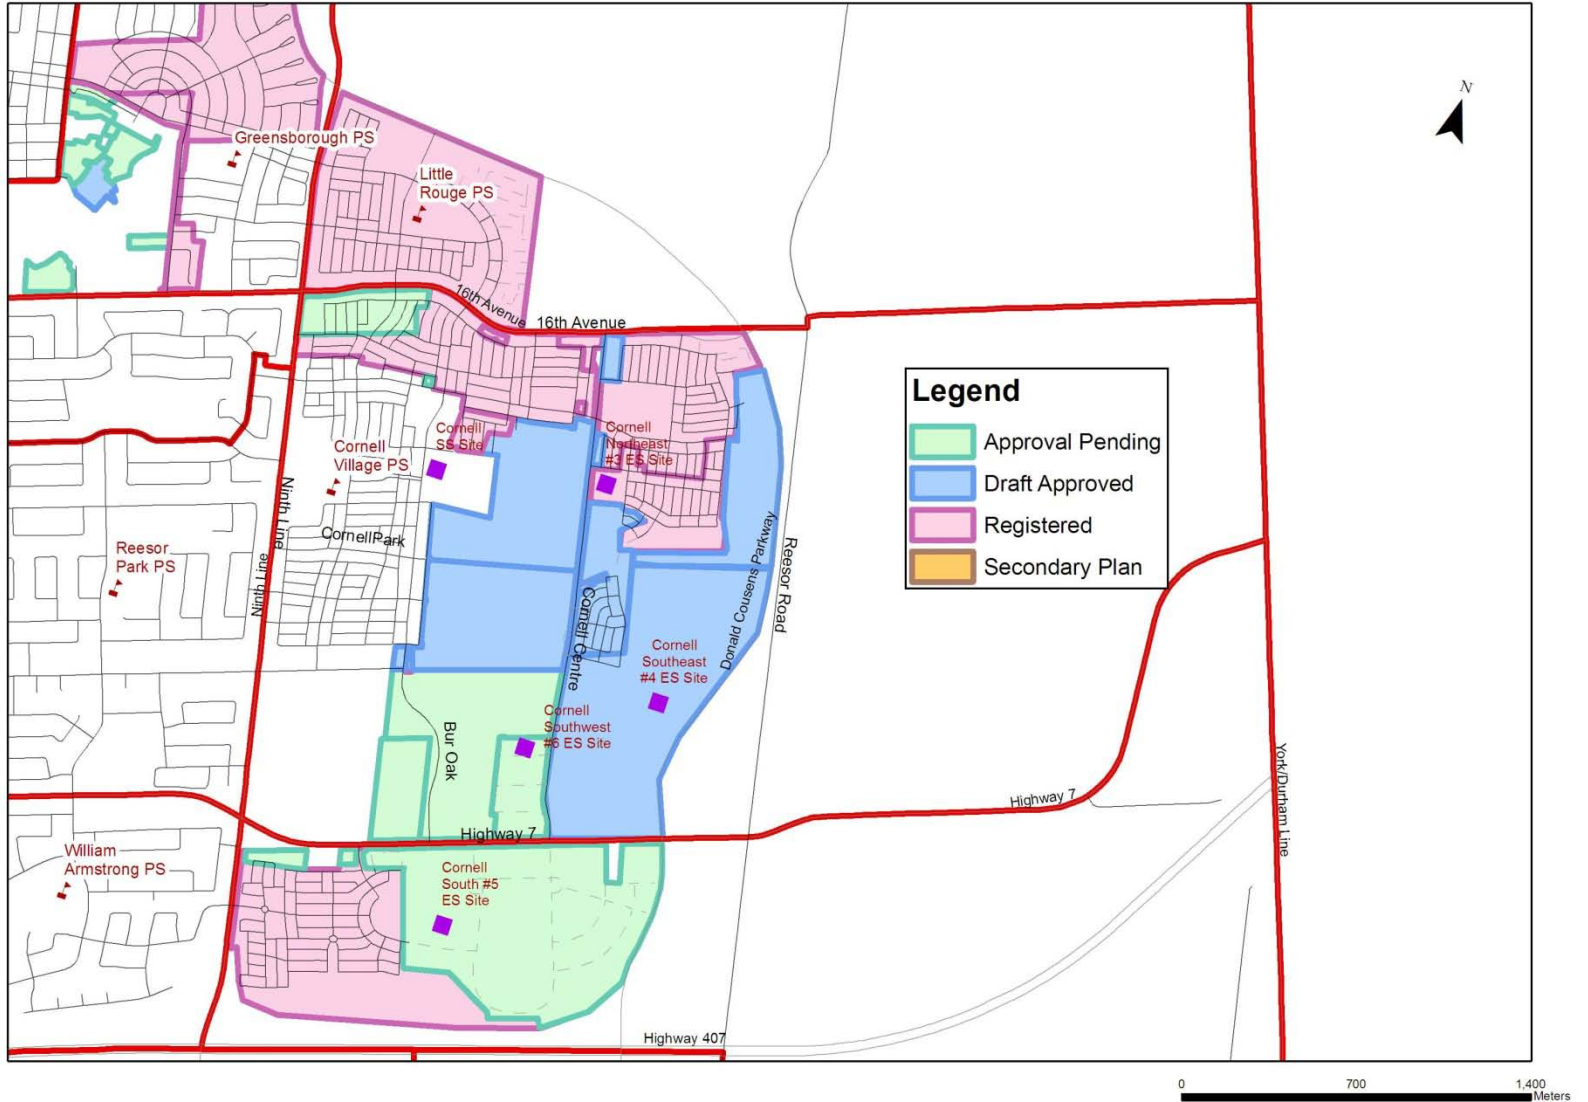 N
Greensborough PS
Little
Rouge PS
16th Avenue
16th Avenue
Legend
Approval Pending
Draft Approved
Registered
Secondary Plan
Cornell
SS Site
Cornell
Northeast
#3 ES Site
Cornell
Village PS
Ninth Line
CornellPark
Reesor
Park PS
Ninth Line
Donald Cousens Parkway
Reesor Road
Cornell Centre
Cornell
Southeast
#4 ES Site
Cornell
Southwest
#6 ES Site
Bur Oak
York/Durham Line
Highway 7
Highway 7
William
Armstrong PS
Cornell
South #5
ES Site
Highway 407
0 700 1,400
Meters